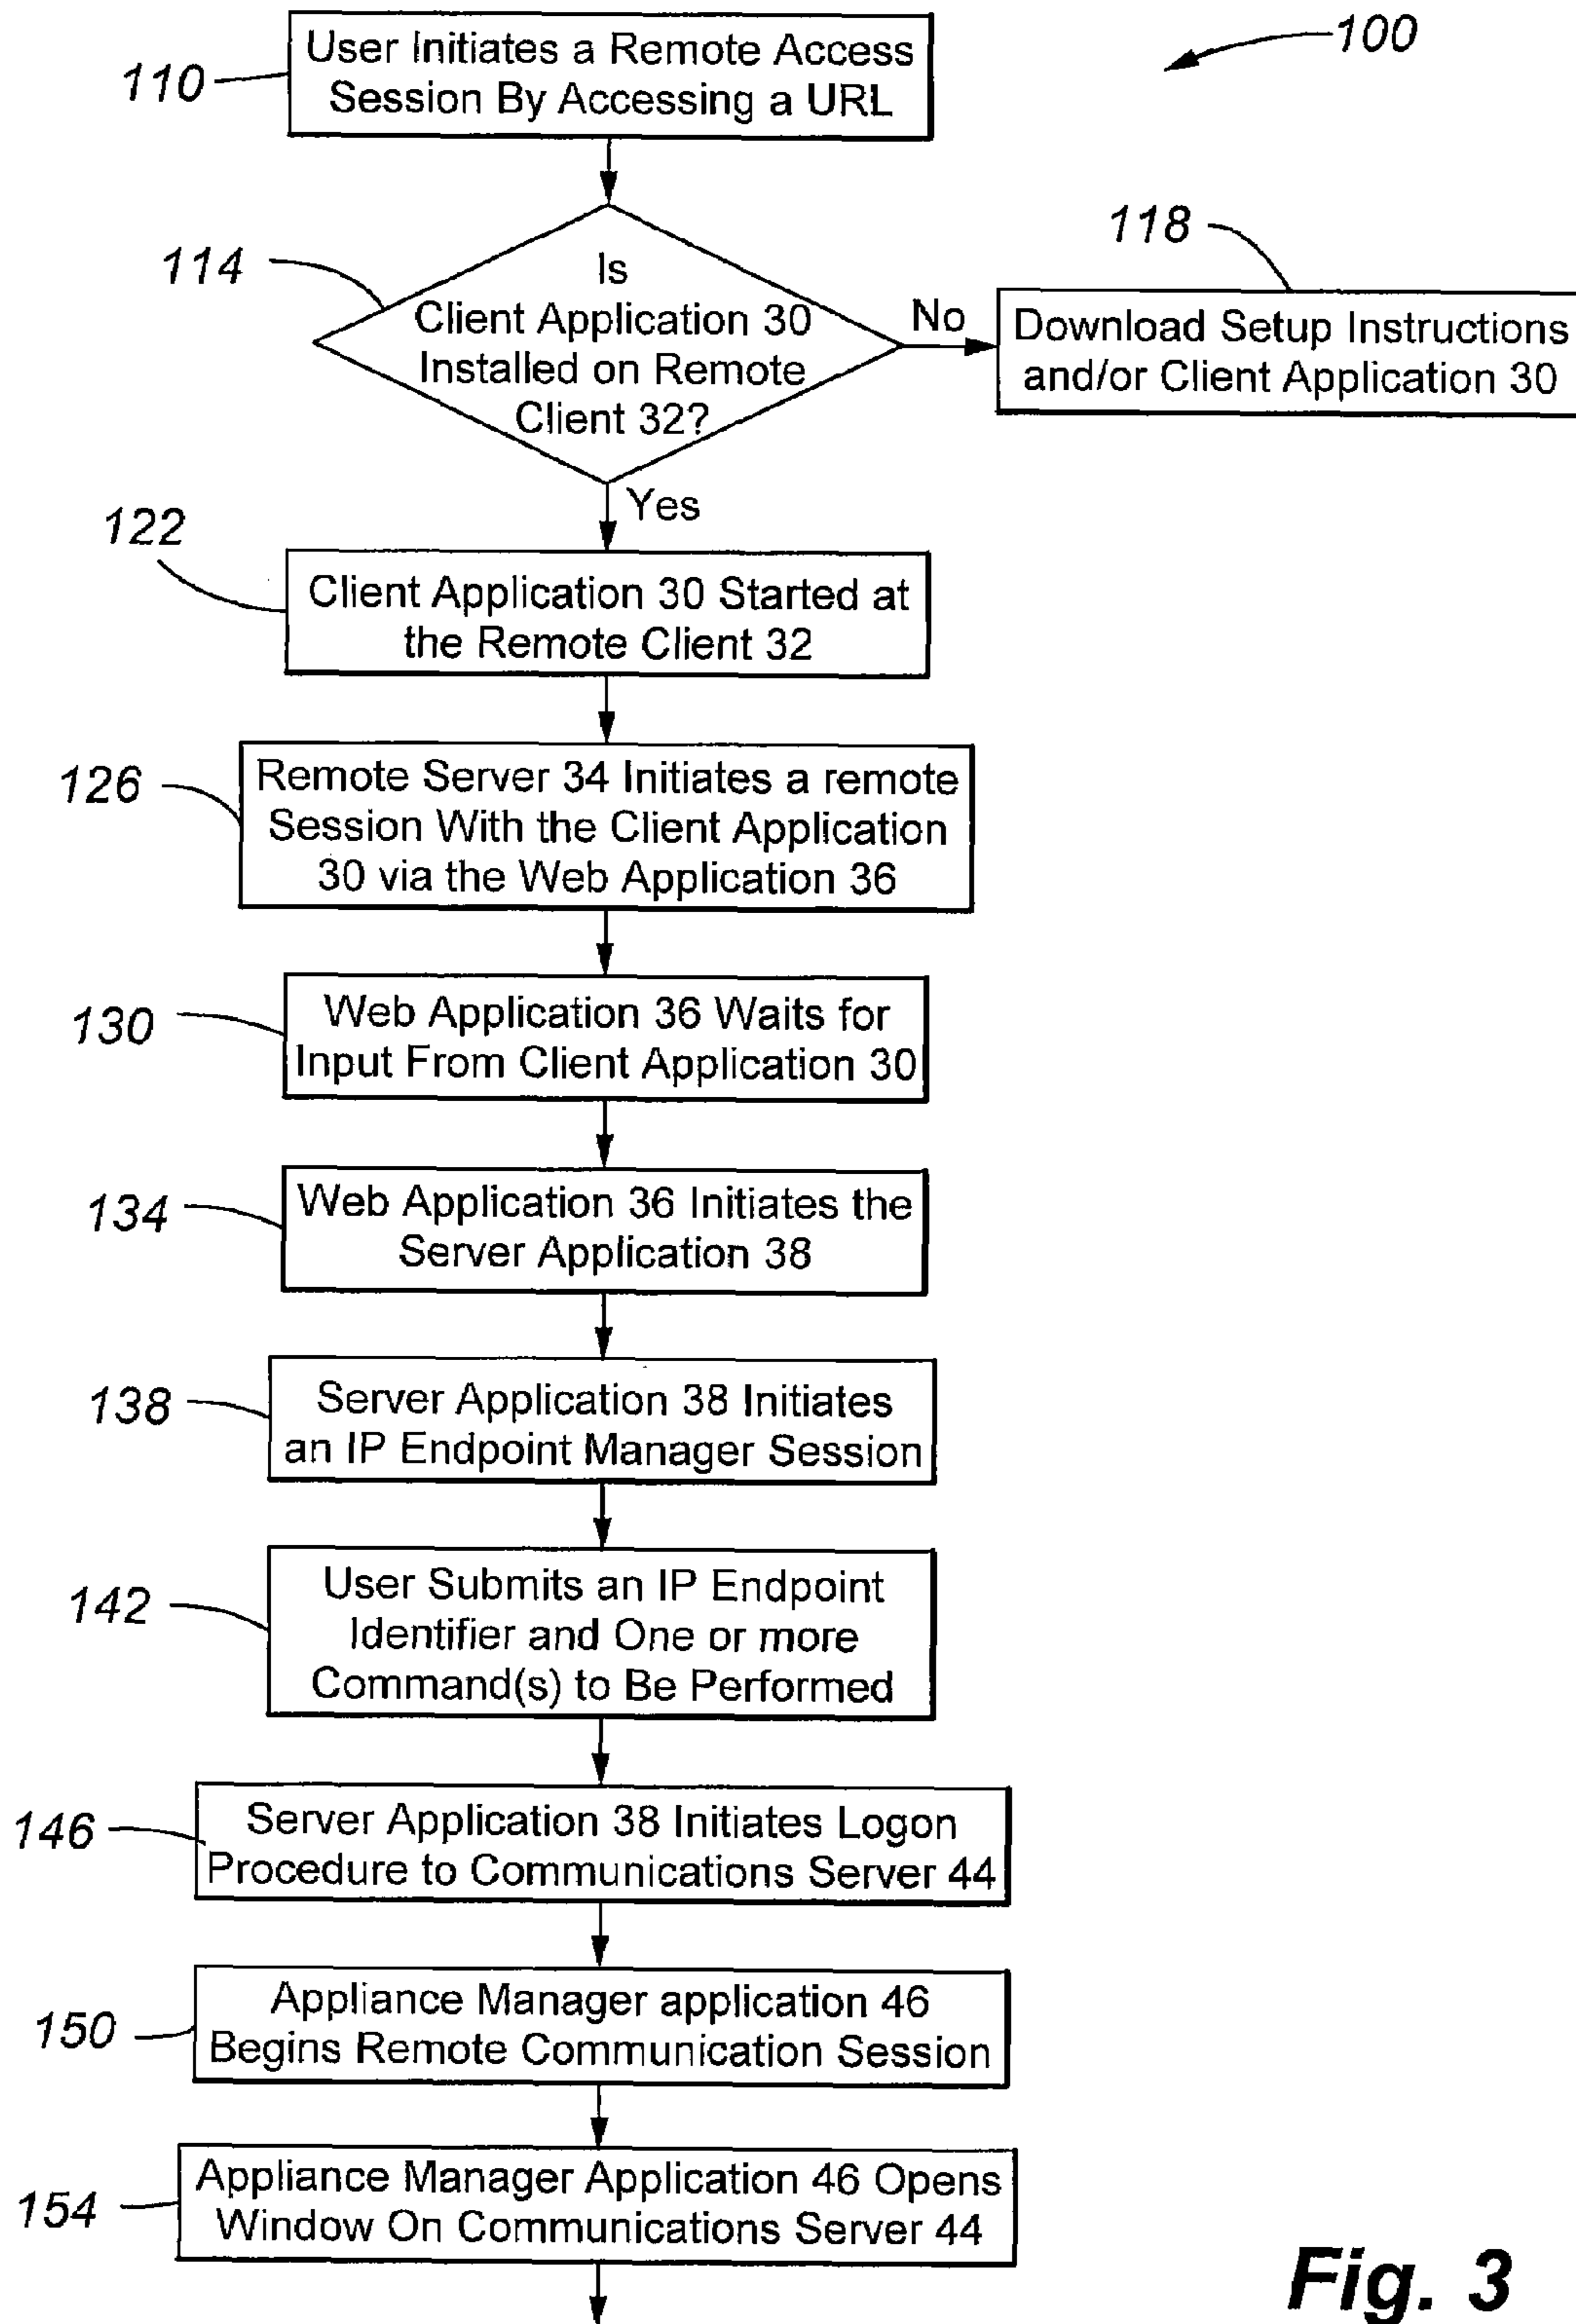 100
110
User Initiates a Remote Access
Session By Accessing a URL
114
Is
Client Application 30
Installed on Remote
Client 32?
No
118
Download Setup Instructions
and/or Client Application 30
Yes
122
Client Application 30 Started at
the Remote Client 32
126
Remote Server 34 Initiates a remote
Session With the Client Application
30 via the Web Application 36
130
Web Application 36 Waits for
Input From Client Application 30
134
Web Application 36 Initiates the
Server Application 38
138
Server Application 38 Initiates
an IP Endpoint Manager Session
142
User Submits an IP Endpoint
Identifier and One or more
Command(s) to Be Performed
146
Server Application 38 Initiates Logon
Procedure to Communications Server 44
150
Appliance Manager application 46
Begins Remote Communication Session
154
Appliance Manager Application 46 Opens
Window On Communications Server 44
Fig. 3